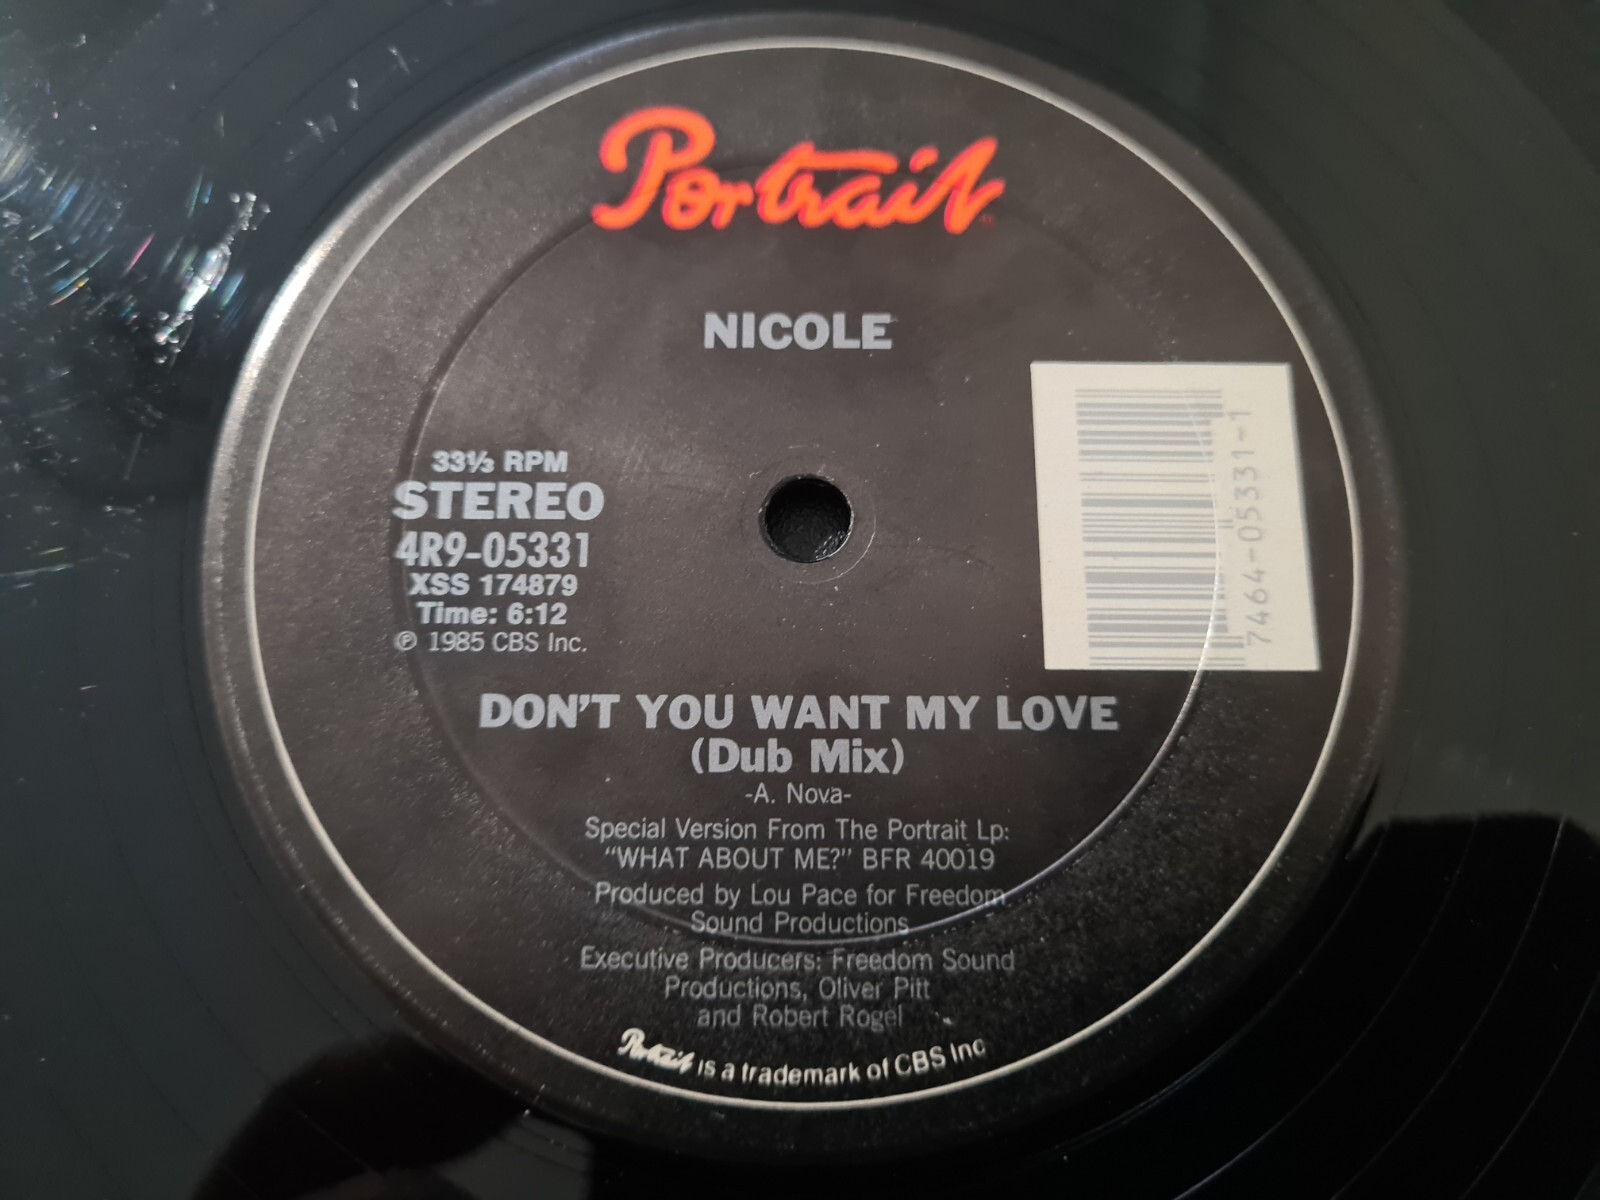 Portrait
NICOLE
33⅓ RPM
STEREO
4R9-05331
XSS 174879
Time: 6:12
℗ 1985 CBS Inc.
7464-05331-1
DON'T YOU WANT MY LOVE
(Dub Mix)
-A. Nova-
Special Version From The Portrait Lp:
"WHAT ABOUT ME?" BFR 40019
Produced by Lou Pace for Freedom
Sound Productions
Executive Producers: Freedom Sound
Productions, Oliver Pitt
and Robert Rogel
Portrait is a trademark of CBS Inc